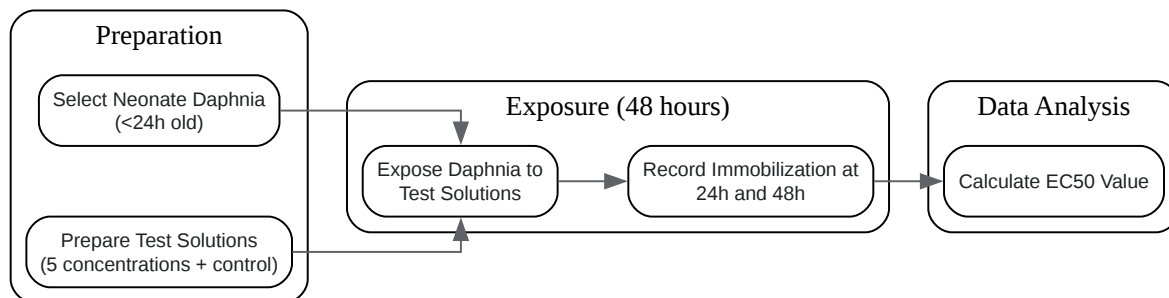 Preparation
Select Neonate Daphnia
(<24h old)
Prepare Test Solutions
(5 concentrations + control)
Exposure (48 hours)
Expose Daphnia to
Test Solutions
Record Immobilization at
24h and 48h
Data Analysis
Calculate EC50 Value